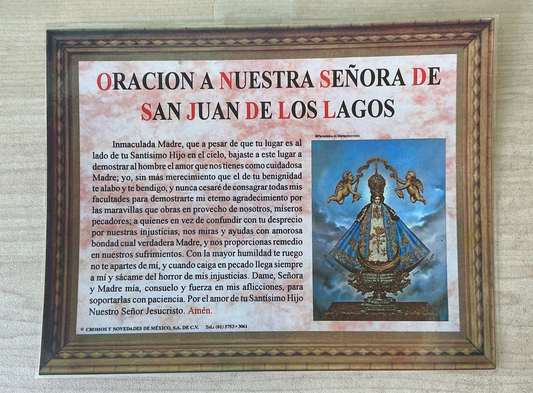 ORACION A NUESTRA SEÑORA DE
SAN JUAN DE LOS LAGOS
Inmaculada Madre, que a pesar de que tu lugar es al
lado de tu Santísimo Hijo en el cielo, bajaste a este lugar a
demostrar al hombre el amor que nos tienes como cuidadosa
Madre; yo, sin más merecimiento que el de tu benignidad
te alabo y te bendigo, y nunca cesaré de consagrar todas mis
facultades para demostrarte mi eterno agradecimiento por
las maravillas que obras en provecho de nosotros, míseros
pecadores; a quienes en vez de confundir con tu desprecio
por nuestras injusticias, nos miras y ayudas con amorosa
bondad cual verdadera Madre, y nos proporcionas remedio
en nuestros sufrimientos. Con la mayor humildad te ruego
no te apartes de mí, y cuando caiga en pecado llega siempre
a mí y sácame del horror de mis injusticias. Dame, Señora
y Madre mía, consuelo y fuerza en mis aflicciones, para
soportarlas con paciencia. Por el amor de tu Santísimo Hijo
Nuestro Señor Jesucristo. Amén.
© CROMOS Y NOVEDADES DE MÉXICO, S.A. DE C.V. Tel.: (01) 5753 • 3061